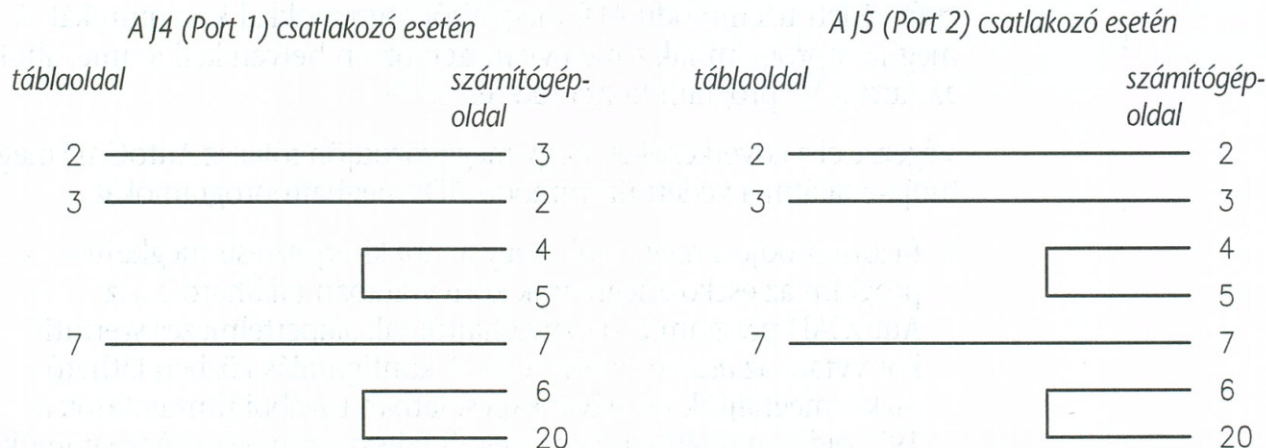 A J4 (Port 1) csatlakozó esetén
táblaoldal számítógép-
oldal
2 3
3 2
4
5
7 7
6
20
A J5 (Port 2) csatlakozó esetén
táblaoldal számítógép-
oldal
2 2
3 3
4
5
7 7
6
20